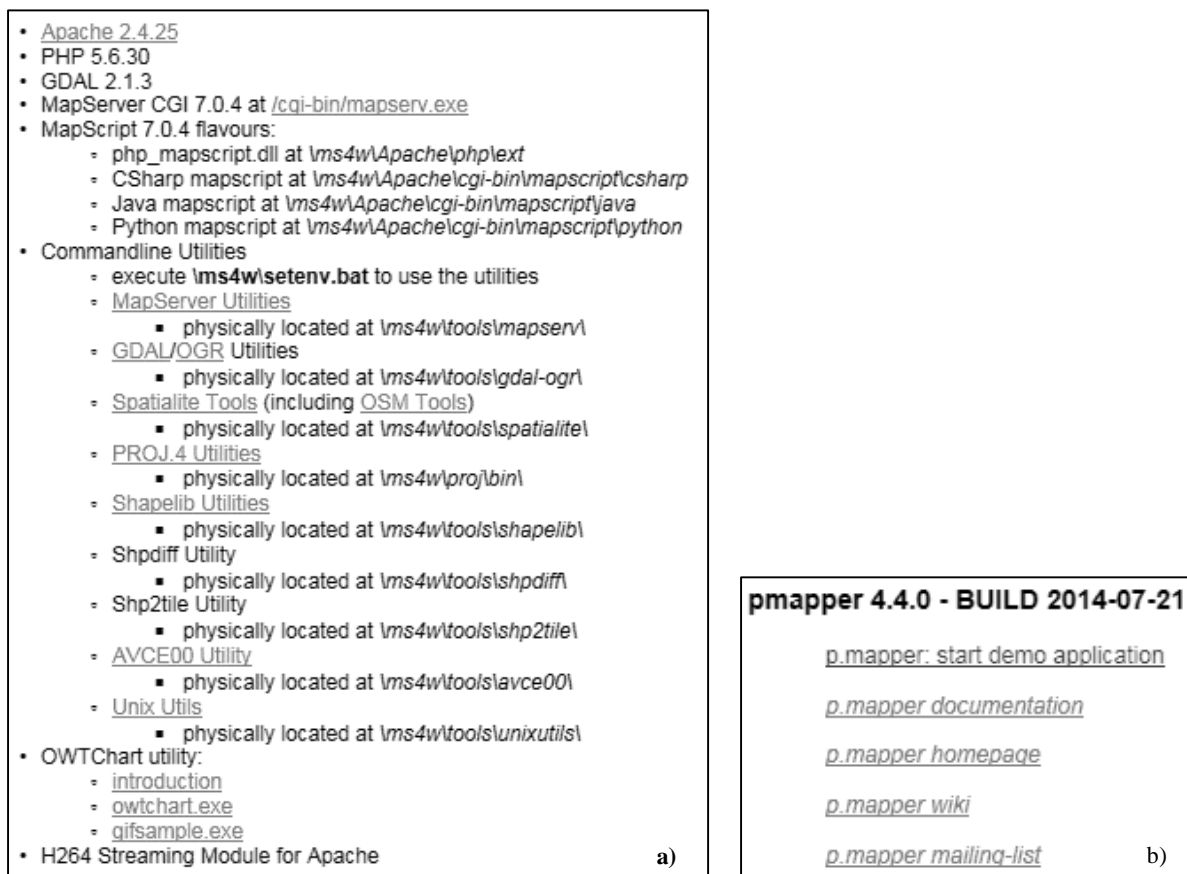 • Apache 2.4.25
• PHP 5.6.30
• GDAL 2.1.3
• MapServer CGI 7.0.4 at /cgi-bin/mapserv.exe
• MapScript 7.0.4 flavours:
◦ php_mapscript.dll at \ms4w\Apache\php\ext
◦ CSharp mapscript at \ms4w\Apache\cgi-bin\mapscript\csharp
◦ Java mapscript at \ms4w\Apache\cgi-bin\mapscript\java
◦ Python mapscript at \ms4w\Apache\cgi-bin\mapscript\python
• Commandline Utilities
◦ execute \ms4w\setenv.bat to use the utilities
◦ MapServer Utilities
▪ physically located at \ms4w\tools\mapserv\
◦ GDAL/OGR Utilities
▪ physically located at \ms4w\tools\gdal-ogr\
◦ Spatialite Tools (including OSM Tools)
▪ physically located at \ms4w\tools\spatialite\
◦ PROJ.4 Utilities
▪ physically located at \ms4w\proj\bin\
◦ Shapelib Utilities
▪ physically located at \ms4w\tools\shapelib\
◦ Shpdiff Utility
▪ physically located at \ms4w\tools\shpdiff\
◦ Shp2tile Utility
▪ physically located at \ms4w\tools\shp2tile\
◦ AVCE00 Utility
▪ physically located at \ms4w\tools\avce00\
◦ Unix Utils
▪ physically located at \ms4w\tools\unixutils\
• OWTChart utility:
◦ introduction
◦ owtchart.exe
◦ gifsample.exe
• H264 Streaming Module for Apache
a)
pmapper 4.4.0 - BUILD 2014-07-21
p.mapper: start demo application
p.mapper documentation
p.mapper homepage
p.mapper wiki
p.mapper mailing-list
b)